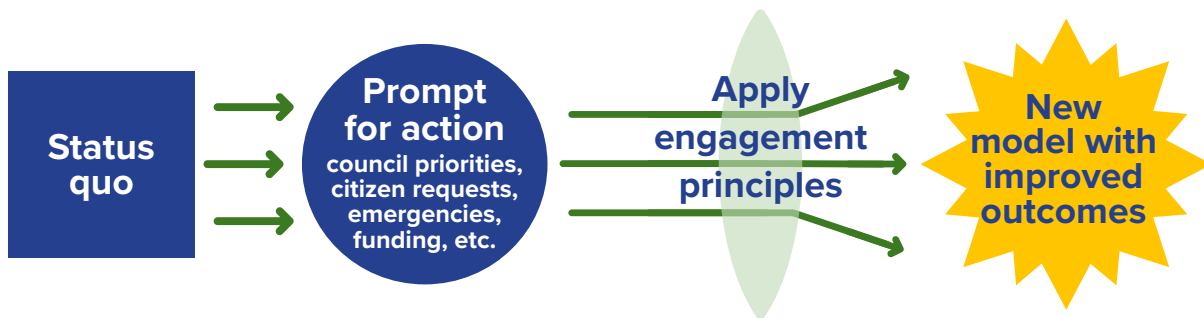 Status
quo
Prompt
for action
council priorities,
citizen requests,
emergencies,
funding, etc.
Apply
engagement
principles
New
model with
improved
outcomes